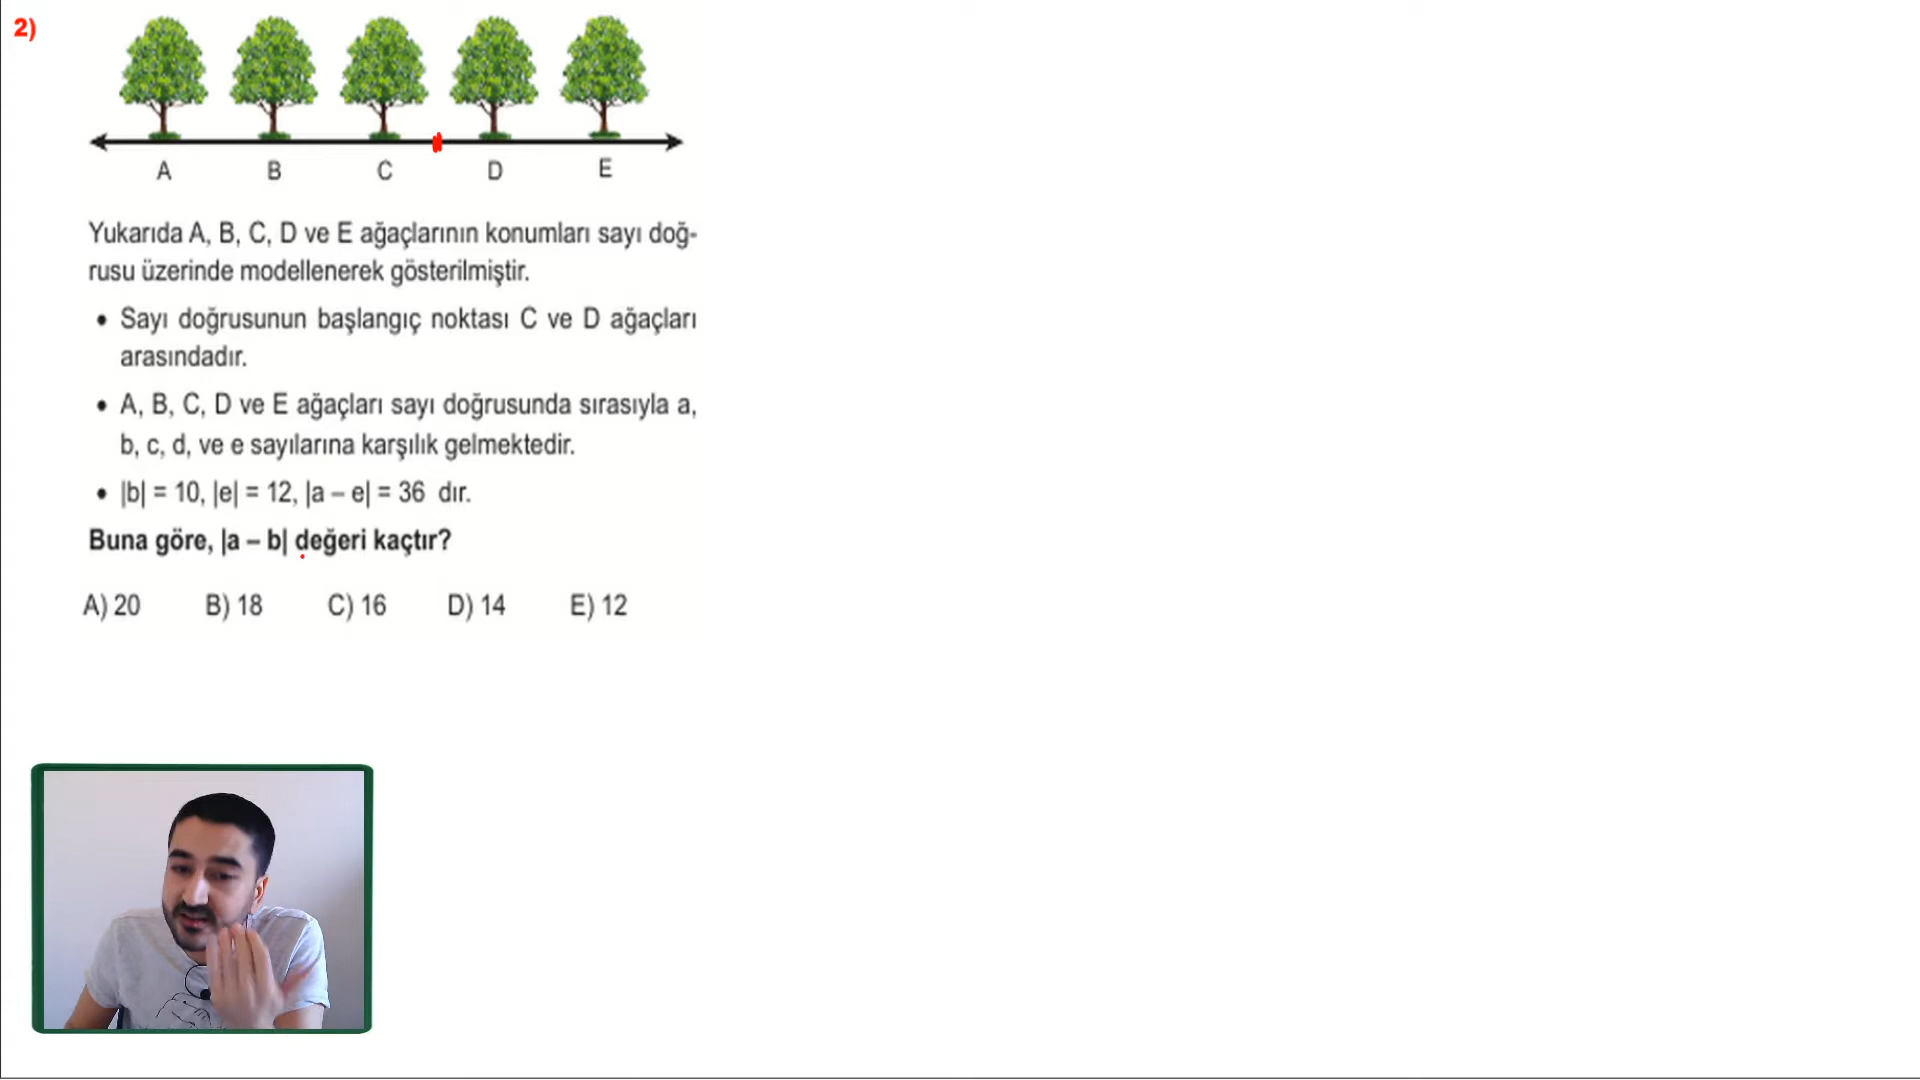 2)
A B C D E
Yukarıda A, B, C, D ve E ağaçlarının konumları sayı doğ-
rusu üzerinde modellenerek gösterilmiştir.
• Sayı doğrusunun başlangıç noktası C ve D ağaçları
arasındadır.
• A, B, C, D ve E ağaçları sayı doğrusunda sırasıyla a,
b, c, d, ve e sayılarına karşılık gelmektedir.
• |b| = 10, |e| = 12, |a – e| = 36 dır.
Buna göre, |a – b| değeri kaçtır?
A) 20 B) 18 C) 16 D) 14 E) 12